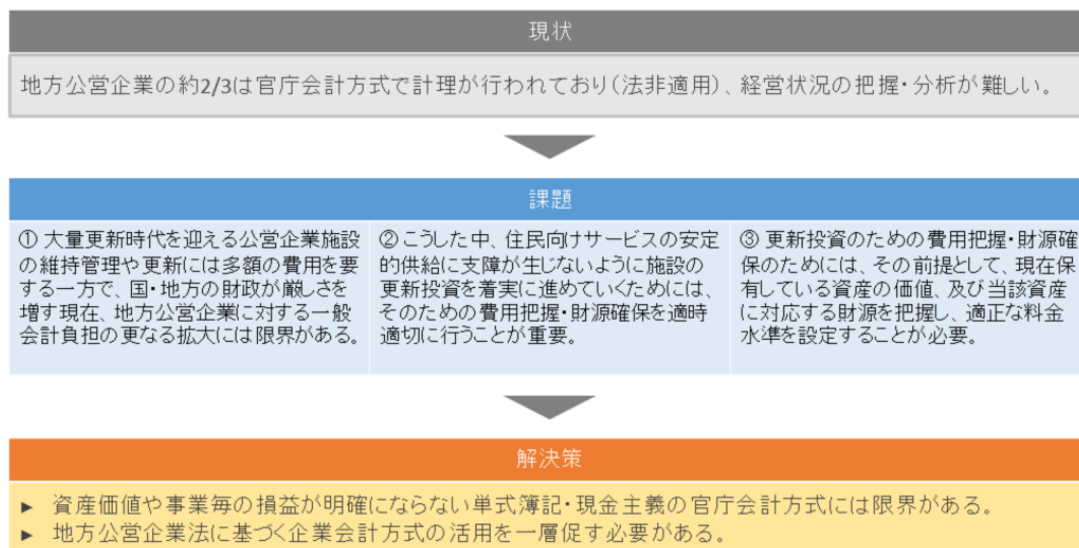 現状
地方公営企業の約2/3は官庁会計方式で計理が行われており（法非適用）、経営状況の把握・分析が難しい。
課題
① 大量更新時代を迎える公営企業施設
の維持管理や更新には多額の費用を要
する一方で、国・地方の財政が厳しさを
増す現在、地方公営企業に対する一般
会計負担の更なる拡大には限界がある。
② こうした中、住民向けサービスの安定
的供給に支障が生じないように施設の
更新投資を着実に進めていくためには、
そのための費用把握・財源確保を適時
適切に行うことが重要。
③ 更新投資のための費用把握・財源確
保のためには、その前提として、現在保
有している資産の価値、及び当該資産
に対応する財源を把握し、適正な料金
水準を設定することが必要。
解決策
► 資産価値や事業毎の損益が明確にならない単式簿記・現金主義の官庁会計方式には限界がある。
► 地方公営企業法に基づく企業会計方式の活用を一層促す必要がある。